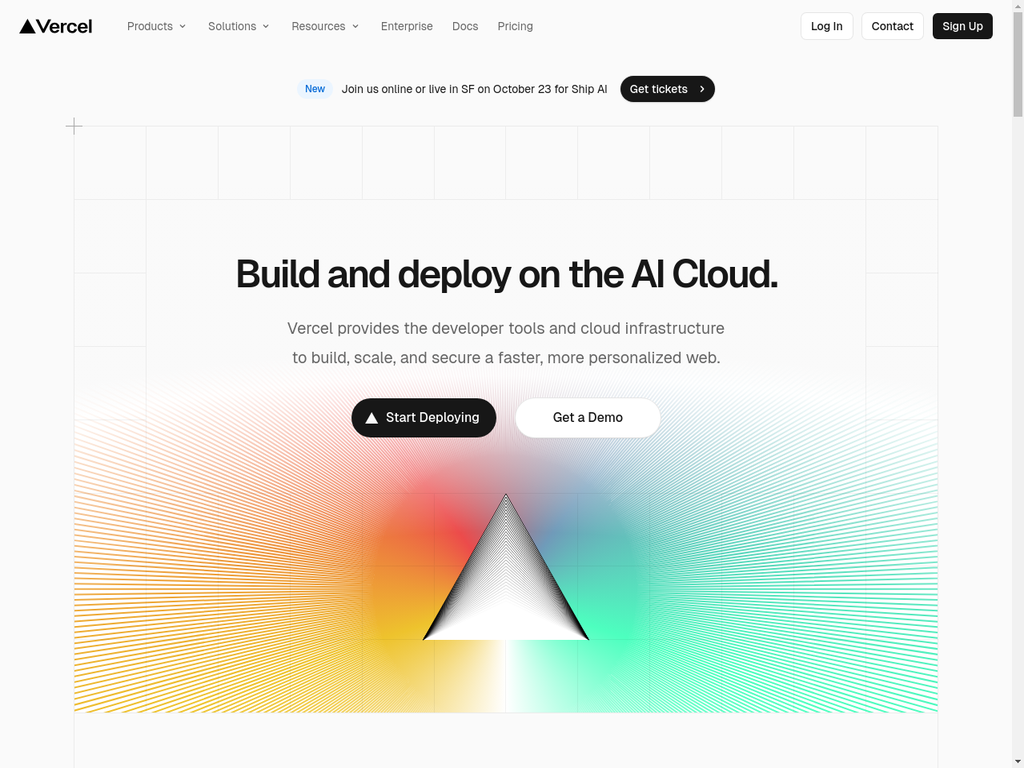 Vercel
Products
Solutions
Resources
Enterprise
Docs
Pricing
Log In
Contact
Sign Up
New
Join us online or live in SF on October 23 for Ship AI
Get tickets
Build and deploy on the AI Cloud.
Vercel provides the developer tools and cloud infrastructure
to build, scale, and secure a faster, more personalized web.
Start Deploying
Get a Demo